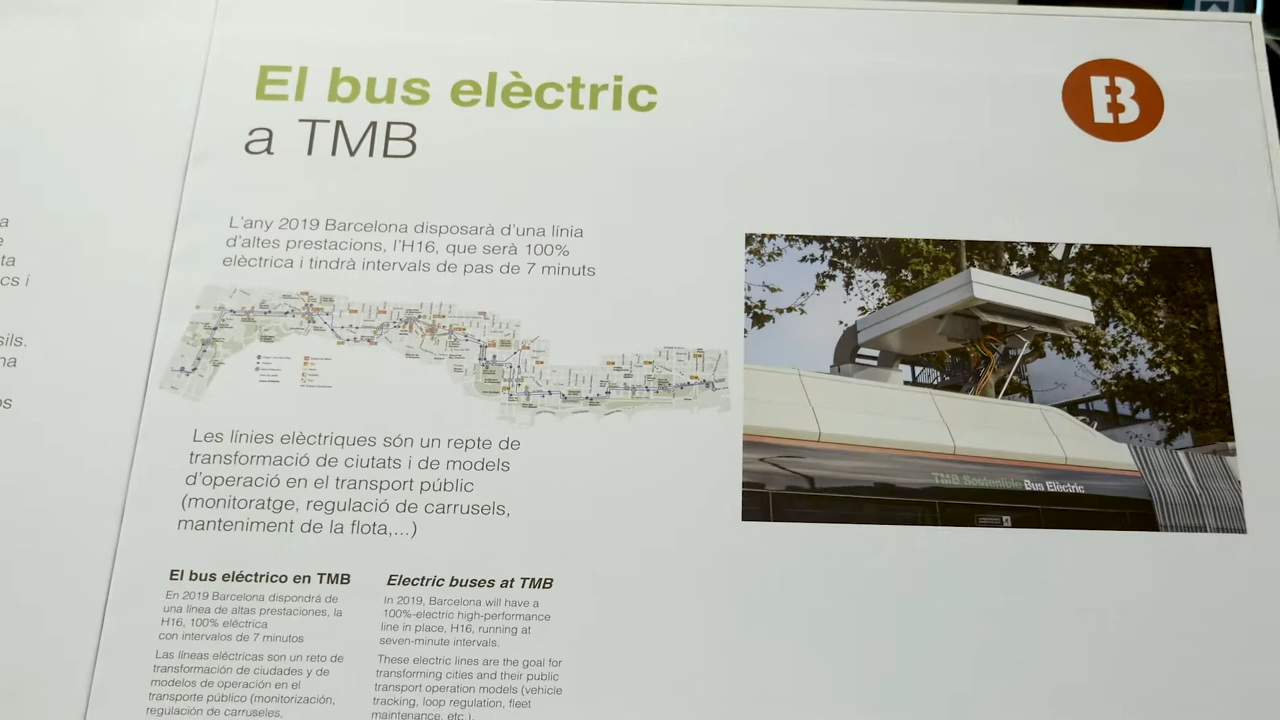 El bus elèctric
a TMB
B
L'any 2019 Barcelona disposarà d'una línia
d'altes prestacions, l'H16, que serà 100%
elèctrica i tindrà intervals de pas de 7 minuts
Les línies elèctriques són un repte de
transformació de ciutats i de models
d'operació en el transport públic
(monitoratge, regulació de carrusels,
manteniment de la flota,...)
TMB Sostenible Bus Elèctric
El bus eléctrico en TMB
En 2019 Barcelona dispondrá de
una línea de altas prestaciones, la
H16, 100% eléctrica
con intervalos de 7 minutos
Las líneas eléctricas son un reto de
transformación de ciudades y de
modelos de operación en el
transporte público (monitorización,
regulación de carruseles,
Electric buses at TMB
In 2019, Barcelona will have a
100%-electric high-performance
line in place, H16, running at
seven-minute intervals.
These electric lines are the goal for
transforming cities and their public
transport operation models (vehicle
tracking, loop regulation, fleet
maintenance, etc.).